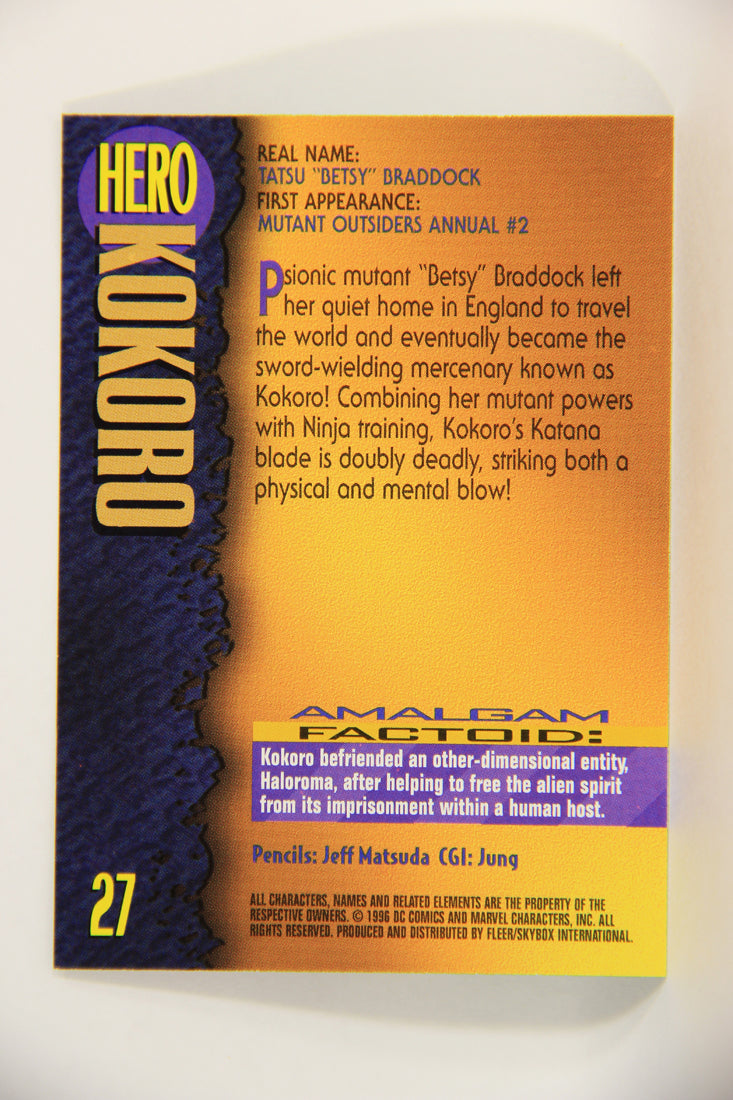 HERO
KOKORO
REAL NAME:
TATSU "BETSY" BRADDOCK
FIRST APPEARANCE:
MUTANT OUTSIDERS ANNUAL #2
Psionic mutant "Betsy" Braddock left
her quiet home in England to travel
the world and eventually became the
sword-wielding mercenary known as
Kokoro! Combining her mutant powers
with Ninja training, Kokoro's Katana
blade is doubly deadly, striking both a
physical and mental blow!
AMALGAM
FACTOID:
Kokoro befriended an other-dimensional entity,
Haloroma, after helping to free the alien spirit
from its imprisonment within a human host.
Pencils: Jeff Matsuda CGI: Jung
27
ALL CHARACTERS, NAMES AND RELATED ELEMENTS ARE THE PROPERTY OF THE
RESPECTIVE OWNERS. © 1996 DC COMICS AND MARVEL CHARACTERS, INC. ALL
RIGHTS RESERVED. PRODUCED AND DISTRIBUTED BY FLEER/SKYBOX INTERNATIONAL.